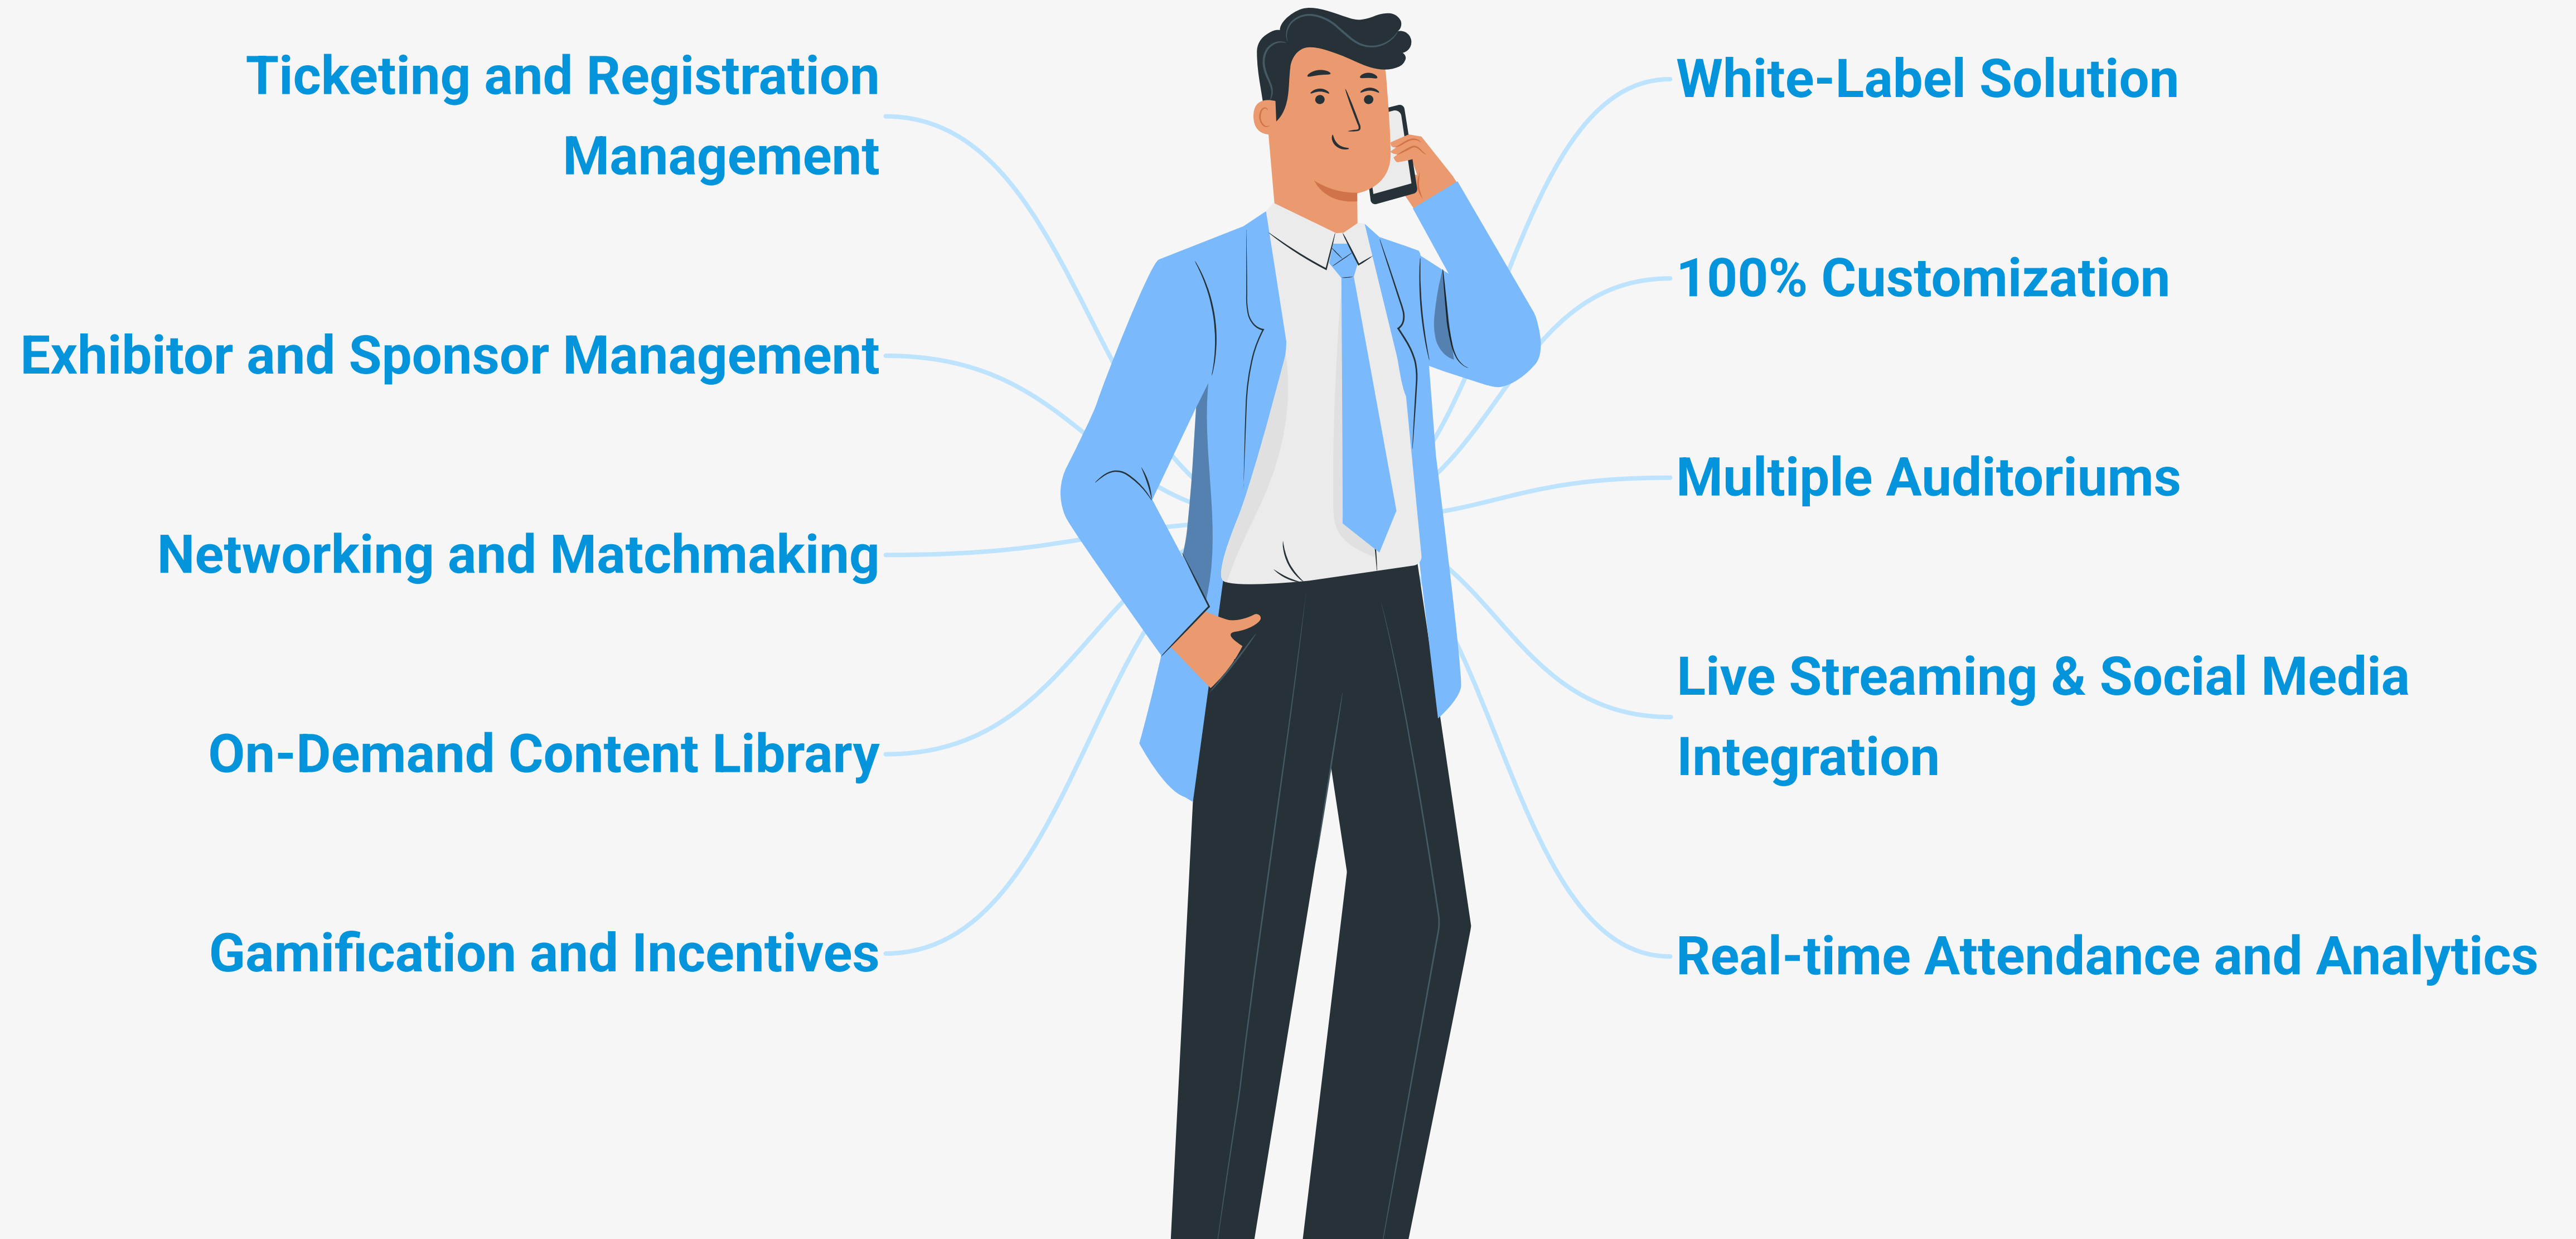 Ticketing and Registration
Management
Exhibitor and Sponsor Management
Networking and Matchmaking
On-Demand Content Library
Gamification and Incentives
White-Label Solution
100% Customization
Multiple Auditoriums
Live Streaming & Social Media
Integration
Real-time Attendance and Analytics